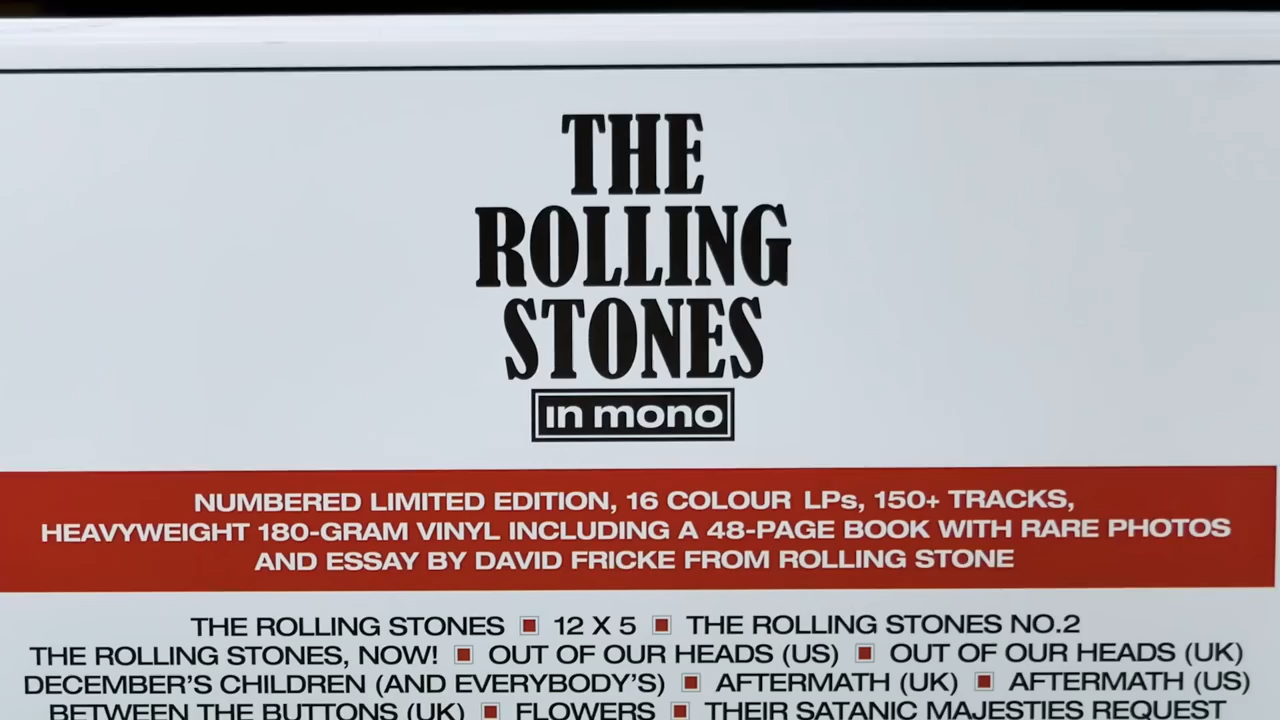 THE
ROLLING
STONES
in mono
NUMBERED LIMITED EDITION, 16 COLOUR LPs, 150+ TRACKS,
HEAVYWEIGHT 180-GRAM VINYL INCLUDING A 48-PAGE BOOK WITH RARE PHOTOS
AND ESSAY BY DAVID FRICKE FROM ROLLING STONE
THE ROLLING STONES ▪ 12 X 5 ▪ THE ROLLING STONES NO.2
THE ROLLING STONES, NOW! ▪ OUT OF OUR HEADS (US) ▪ OUT OF OUR HEADS (UK)
DECEMBER'S CHILDREN (AND EVERYBODY'S) ▪ AFTERMATH (UK) ▪ AFTERMATH (US)
BETWEEN THE BUTTONS (UK) ▪ FLOWERS ▪ THEIR SATANIC MAJESTIES REQUEST